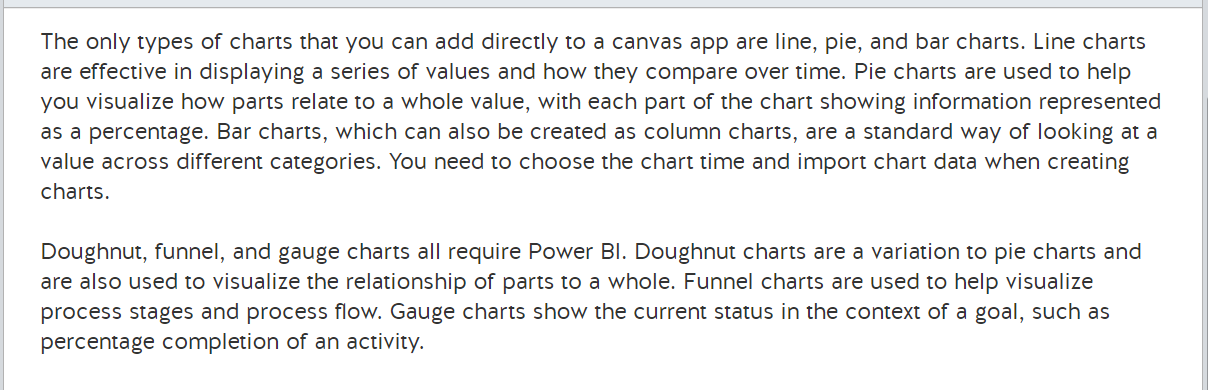 The only types of charts that you can add directly to a canvas app are line, pie, and bar charts. Line charts
are effective in displaying a series of values and how they compare over time. Pie charts are used to help
you visualize how parts relate to a whole value, with each part of the chart showing information represented
as a percentage. Bar charts, which can also be created as column charts, are a standard way of looking at a
value across different categories. You need to choose the chart time and import chart data when creating
charts.
Doughnut, funnel, and gauge charts all require Power BI. Doughnut charts are a variation to pie charts and
are also used to visualize the relationship of parts to a whole. Funnel charts are used to help visualize
process stages and process flow. Gauge charts show the current status in the context of a goal, such as
percentage completion of an activity.